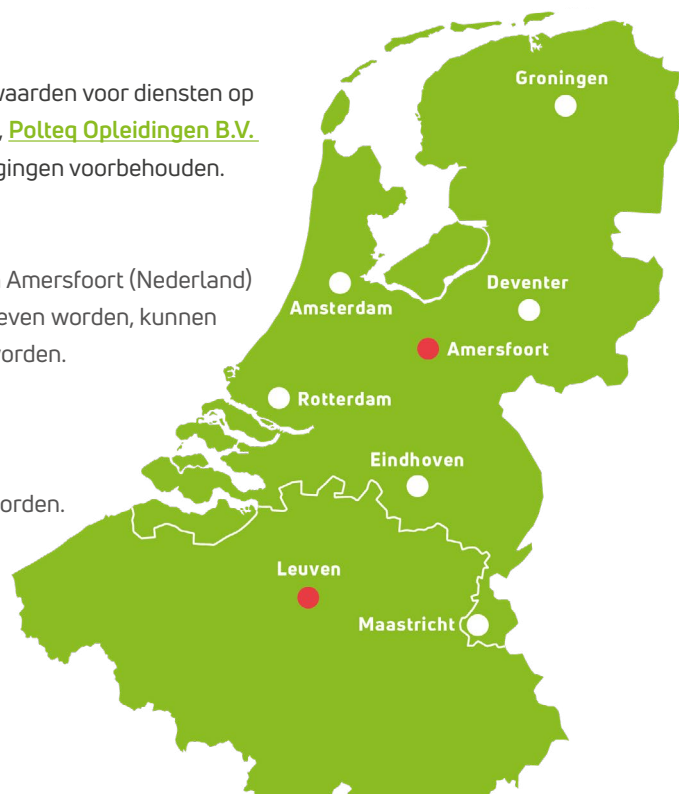 waarden voor diensten op
, Polteq Opleidingen B.V.
gingen voorbehouden.
Amersfoort (Nederland)
even worden, kunnen
orden.
orden.
Groningen
Deventer
Amsterdam
Amersfoort
Rotterdam
Eindhoven
Leuven
Maastricht